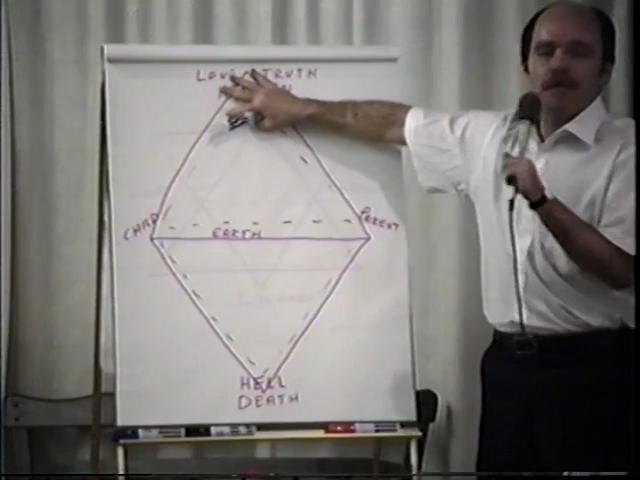 LOVE TRUTH
CHILD PARENT
EARTH
HELL
DEATH